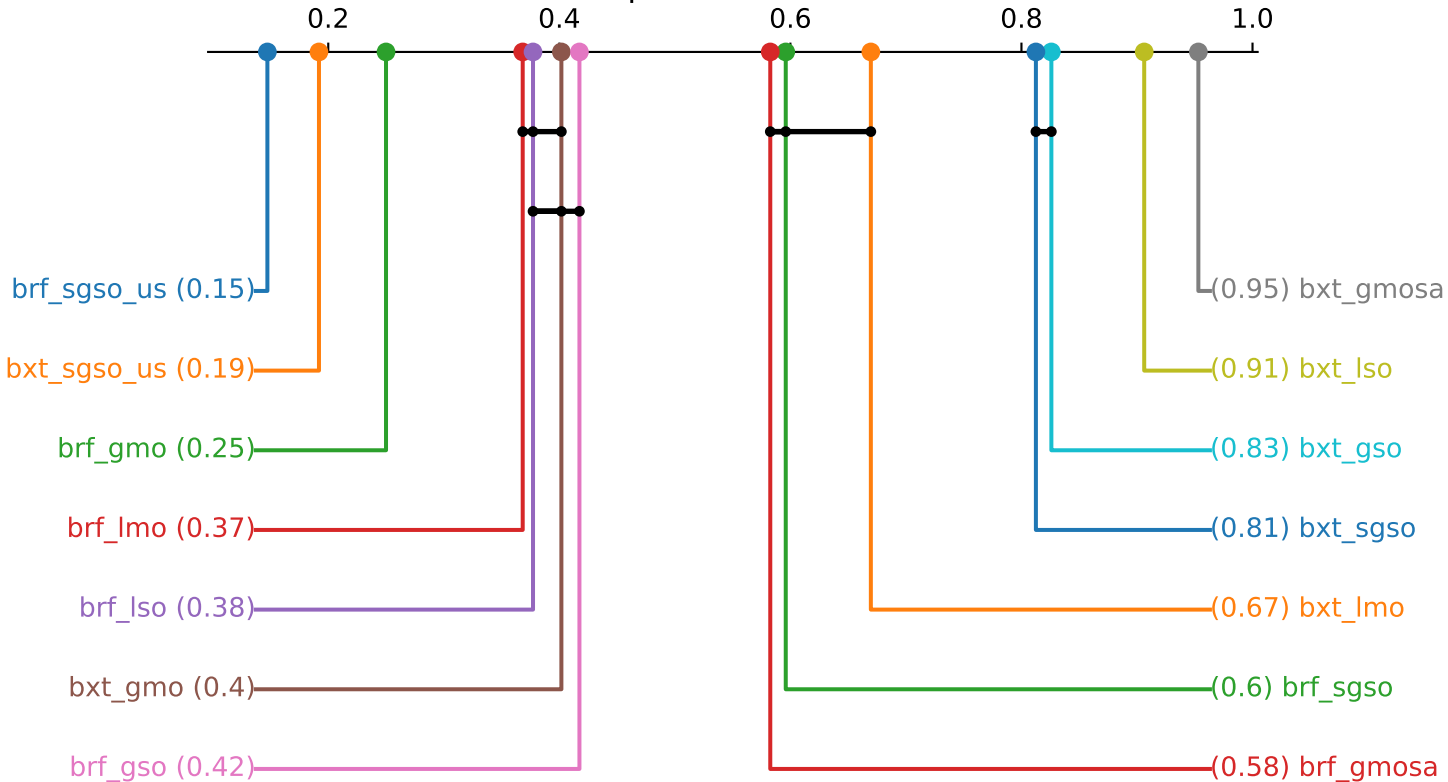 0.2 0.4 0.6 0.8 1.0
brf_sgso_us (0.15) (0.95) bxt_gmosa
bxt_sgso_us (0.19) (0.91) bxt_lso
brf_gmo (0.25) (0.83) bxt_gso
brf_lmo (0.37) (0.81) bxt_sgso
brf_lso (0.38) (0.67) bxt_lmo
bxt_gmo (0.4) (0.6) brf_sgso
brf_gso (0.42) (0.58) brf_gmosa